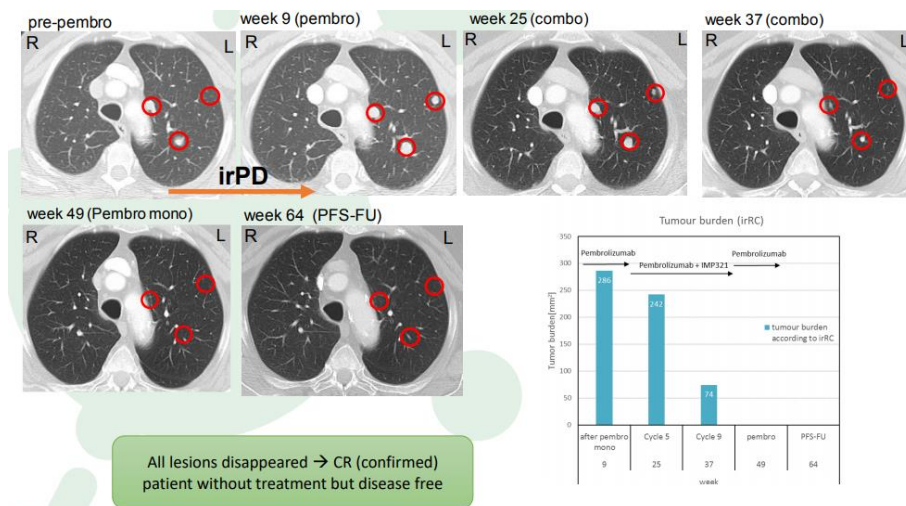 pre-pembro
week 9 (pembro)
week 25 (combo)
week 37 (combo)
R
L
R
L
R
L
R
L
irPD
week 49 (Pembro mono)
week 64 (PFS-FU)
R
L
R
L
All lesions disappeared → CR (confirmed)
patient without treatment but disease free
Tumour burden (irRC)
Tumor burden[mm²]
350
300
250
200
150
100
50
0
Pembrolizumab
Pembrolizumab + IMP321
Pembrolizumab
286
242
74
tumour burden
according to irRC
after pembro
mono
Cycle 5
Cycle 9
pembro
PFS-FU
9
25
37
49
64
week